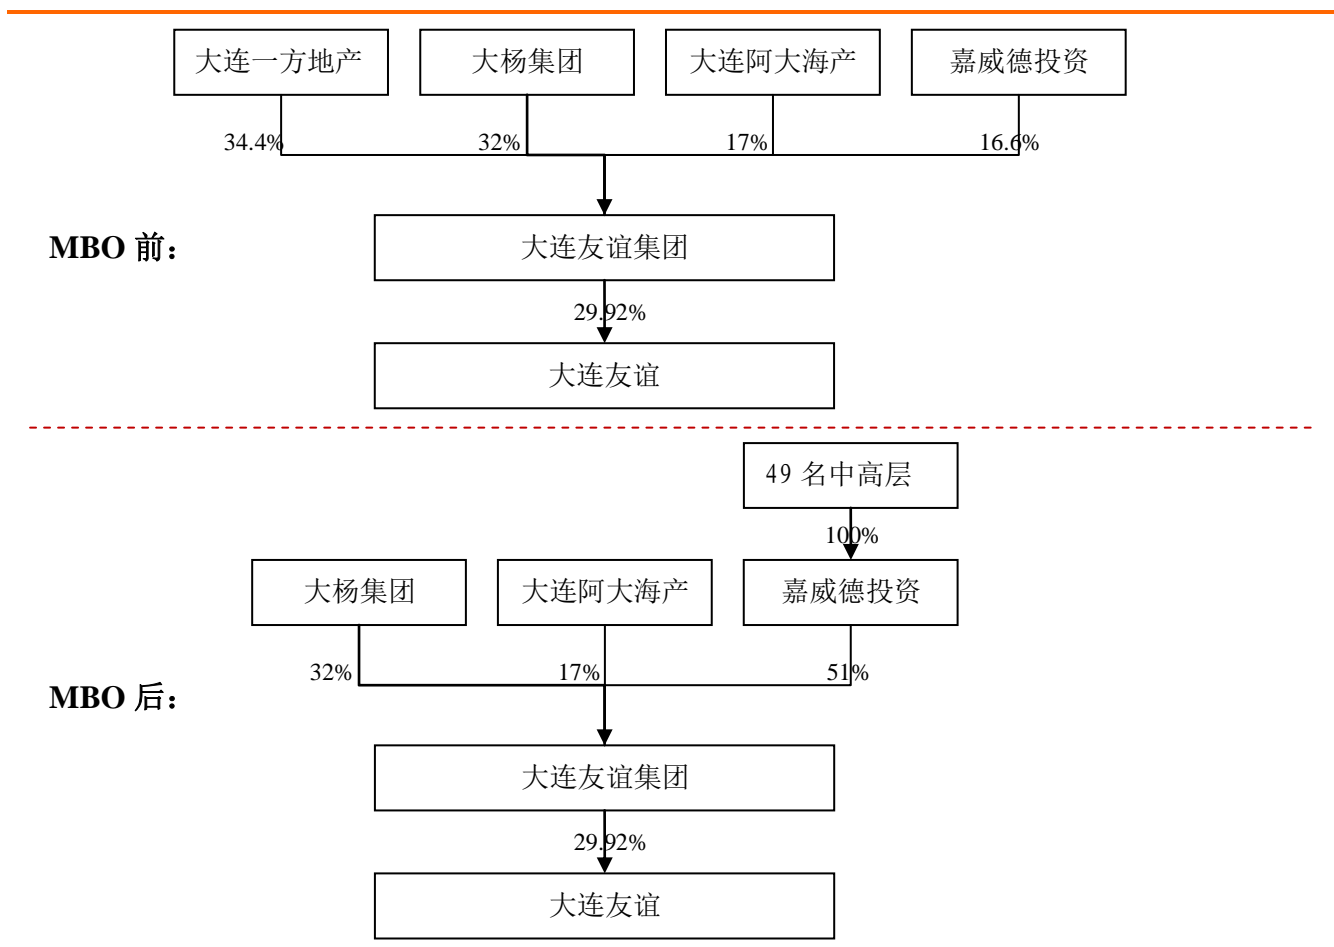 大连一方地产 大杨集团 大连阿大海产 嘉威德投资
34.4% 32% 17% 16.6%
MBO 前： 大连友谊集团
29.92%
大连友谊
49 名中高层
100%
大杨集团 大连阿大海产 嘉威德投资
32% 17% 51%
MBO 后：
大连友谊集团
29.92%
大连友谊